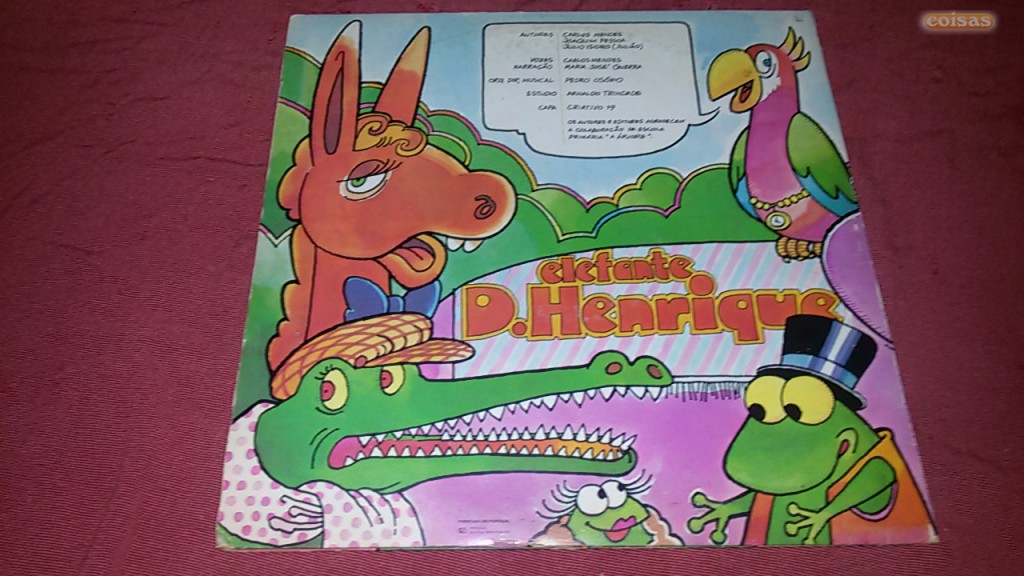 coisas
AUTORES CARLOS MENDES
JOAQUIM PESSOA
JÚLIO ISIDRO (JULIÃO)
VOZES CARLOS MENDES
NARRAÇÃO MARIA JOSÉ GUERRA
ORQ. DIR. MUSICAL PEDRO OSÓRIO
ESTÚDIO ARNALDO TRINDADE
CAPA CRIATIVO 79
OS AUTORES E EDITORES AGRADECEM
A COLABORAÇÃO DA ESCOLA
PRIMÁRIA "A ÁRVORE".
elefante
D.Henrique